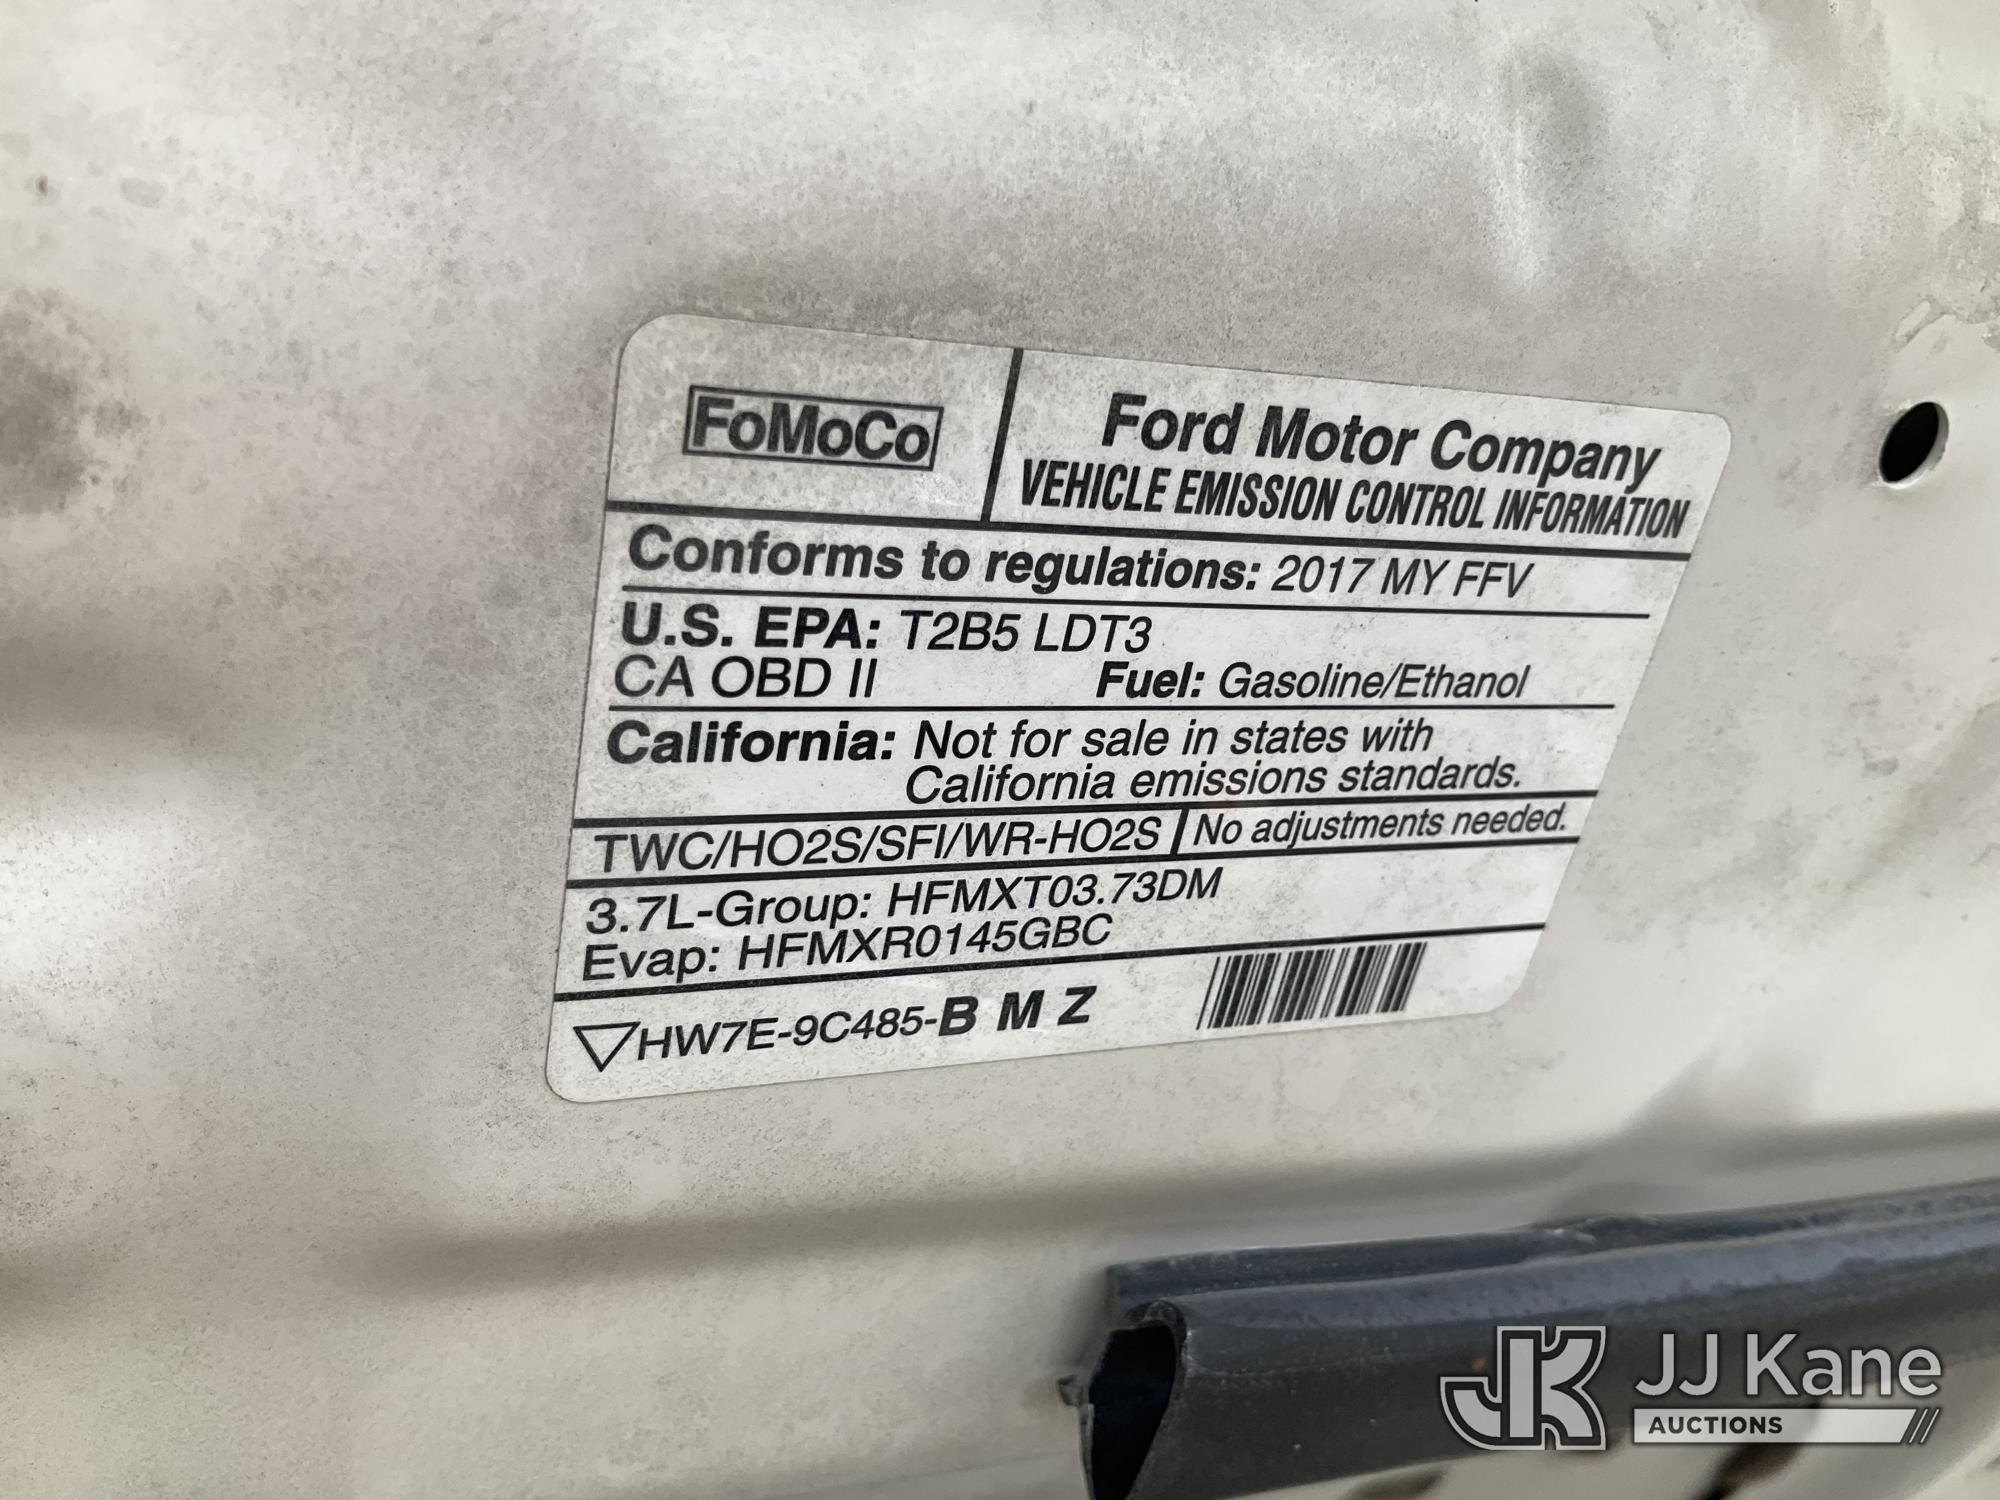 FoMoCo
Ford Motor Company
VEHICLE EMISSION CONTROL INFORMATION
Conforms to regulations: 2017 MY FFV
U.S. EPA: T2B5 LDT3
CA OBD II Fuel: Gasoline/Ethanol
California: Not for sale in states with
California emissions standards.
TWC/HO2S/SFI/WR-HO2S No adjustments needed.
3.7L-Group: HFMXT03.73DM
Evap: HFMXR0145GBC
HW7E-9C485-B M Z
JK JJ Kane
AUCTIONS